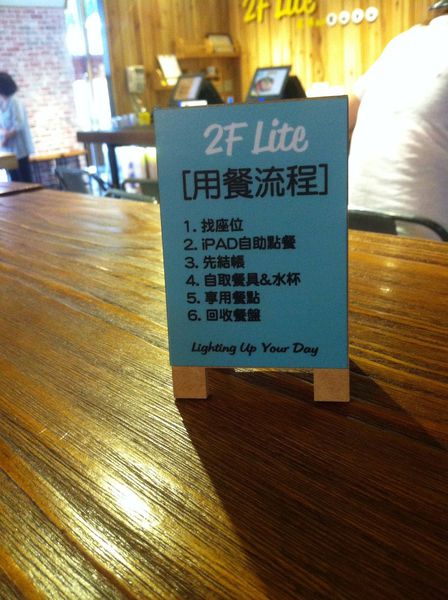 2F Lite
2F Lite
[用餐流程]
1. 找座位
2. iPAD自助點餐
3. 先結帳
4. 自取餐具&水杯
5. 享用餐點
6. 回收餐盤
Lighting Up Your Day